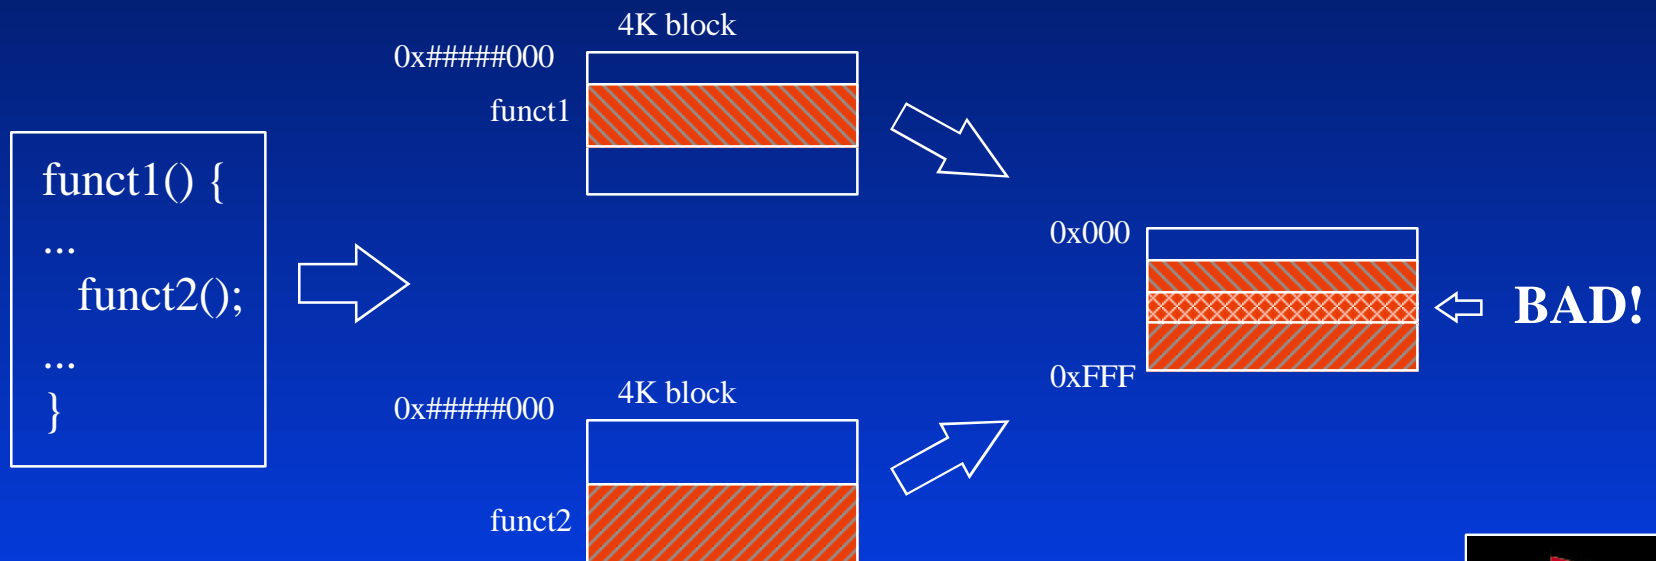 4K block
0x#####000
funct1
funct1() {
...
funct2();
...
}
0x000
BAD!
0xFFF
4K block
0x#####000
funct2